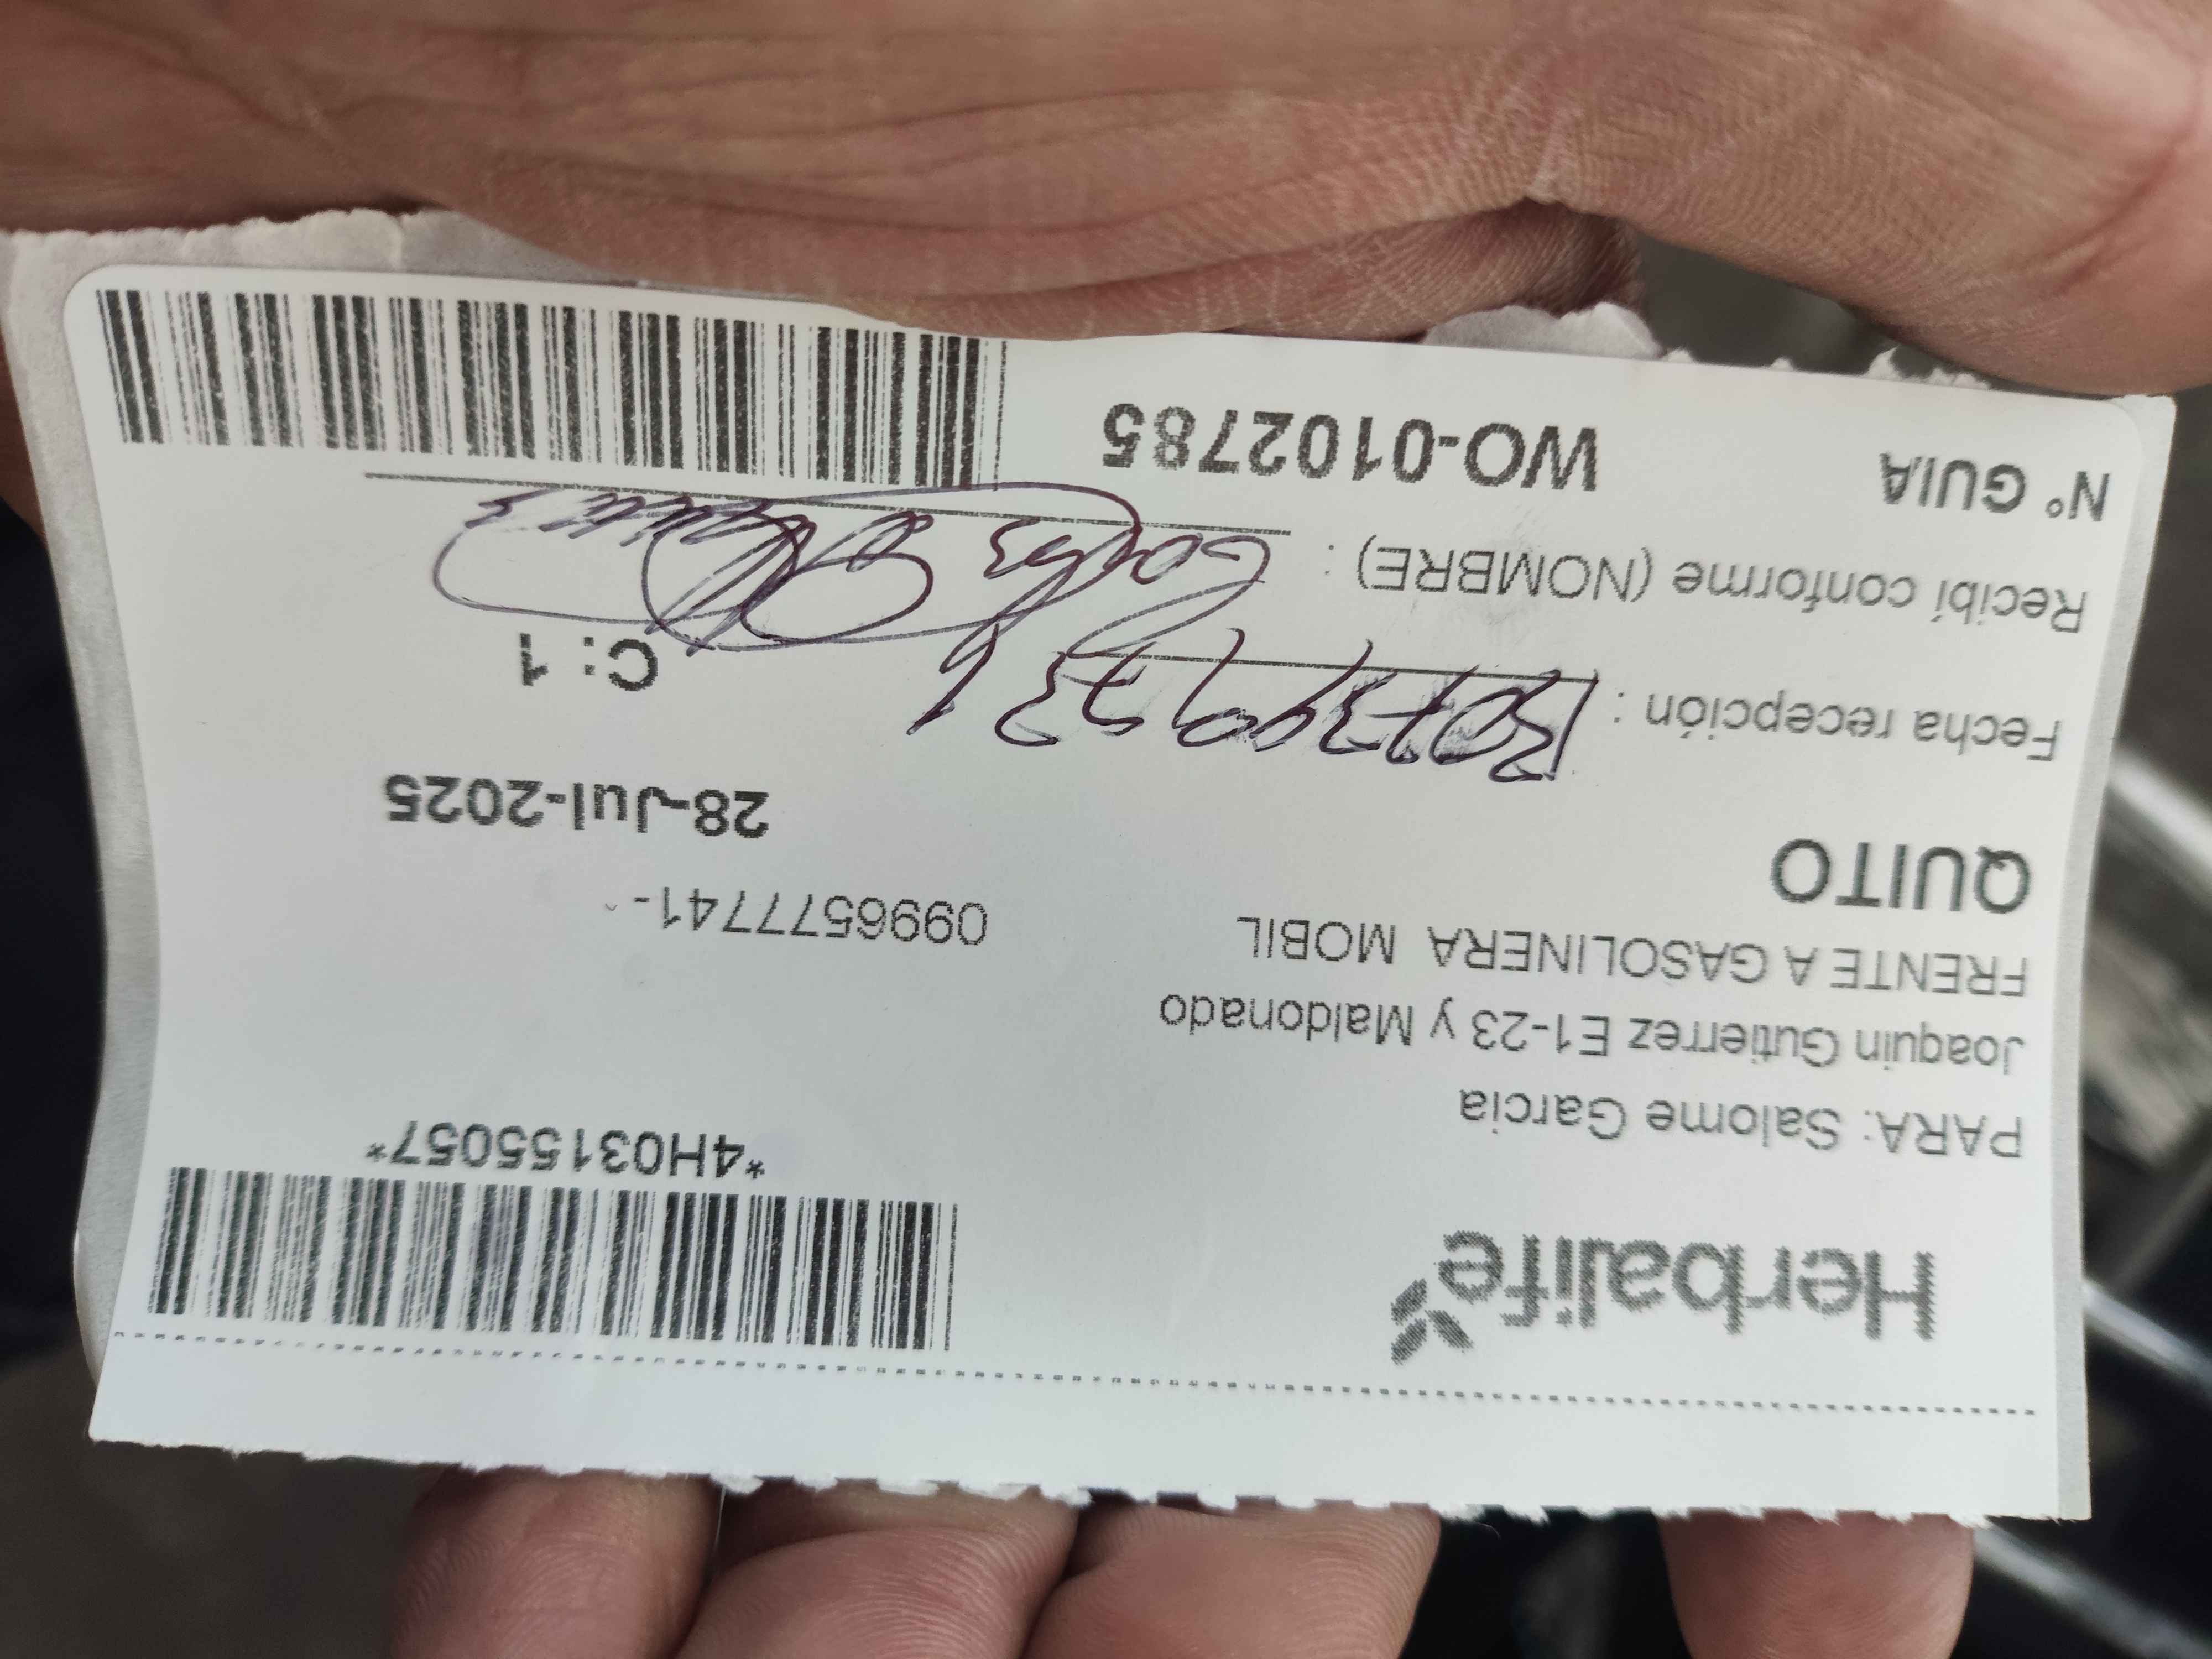 Herbalife
*4H03155057*
PARA: Salome Garcia
Joaquin Gutierrez E1-23 y Maldonado
FRENTE A GASOLINERA MOBIL
0996577741-
QUITO
28-Jul-2025
Fecha recepción :
C: 1
Recibí conforme (NOMBRE) : Carlos
N° GUIA WO-0102785